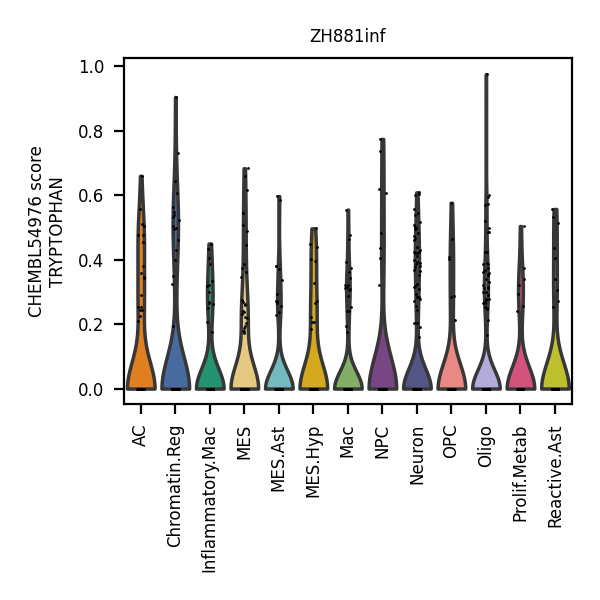 ZH881inf
CHEMBL54976 score
TRYPTOPHAN
1.0
0.8
0.6
0.4
0.2
0.0
AC
Chromatin.Reg
Inflammatory.Mac
MES
MES.Ast
MES.Hyp
Mac
NPC
Neuron
OPC
Oligo
Prolif.Metab
Reactive.Ast